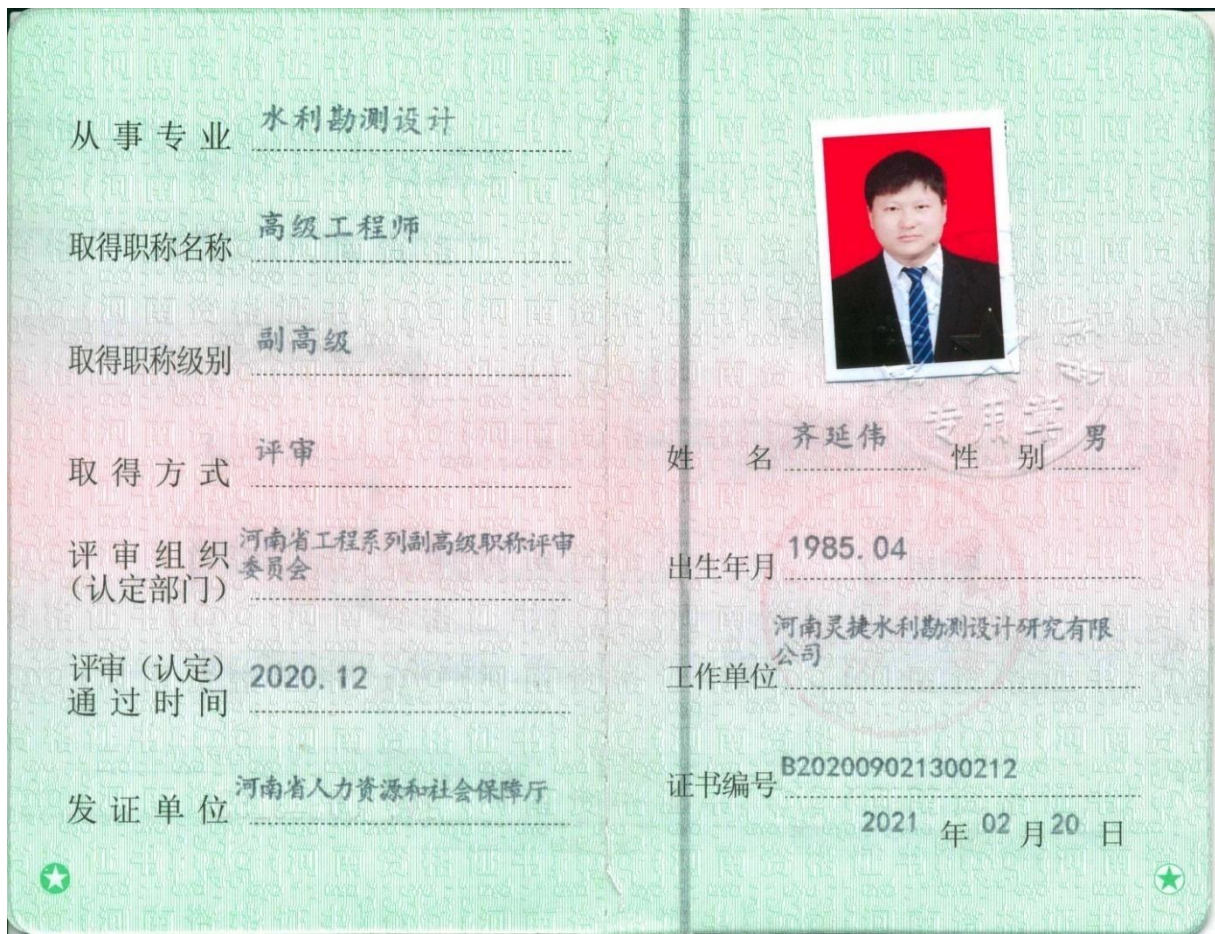 从事专业 水利勘测设计
取得职称名称 高级工程师
取得职称级别 副高级
取得方式 评审
评审组织 河南省工程系列副高级职称评审
(认定部门) 委员会
评审（认定） 2020.12
通过时间
发证单位 河南省人力资源和社会保障厅
专用章
姓名 齐延伟 性别 男
出生年月 1985.04
河南灵捷水利勘测设计研究有限
工作单位 公司
证书编号 B202009021300212
2021 年 02 月 20 日